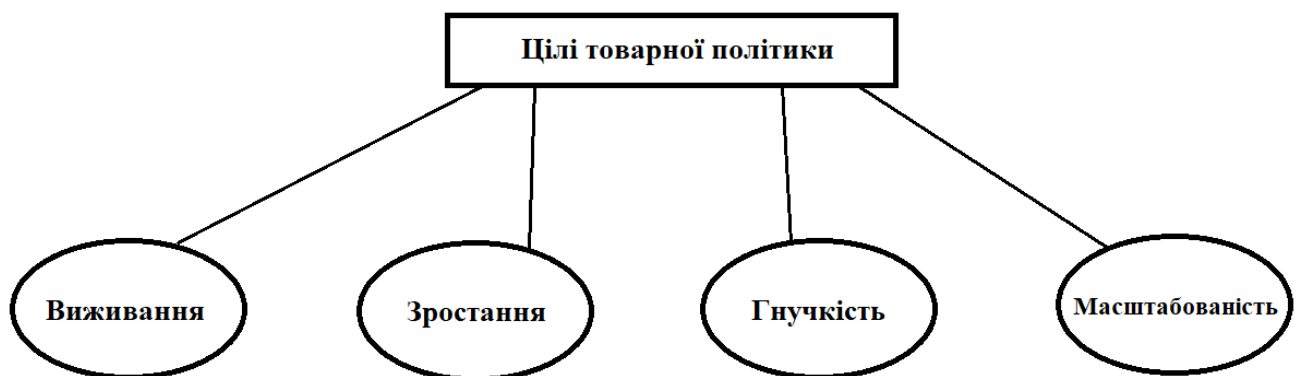 Цілі товарної політики
Виживання
Зростання
Гнучкість
Масштабованість